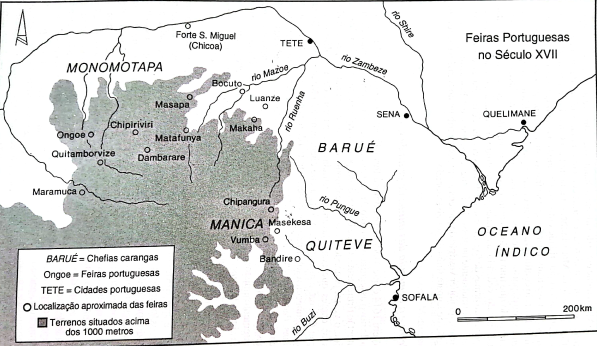 Feiras Portuguesas
no Século XVII
rio Shire
Forte S. Miguel
(Chicoa)
TETE
rio Zambeze
MONOMOTAPA
rio Mazoe
Bocuto
Masapa
Luanze
rio Ruenha
SENA
QUELIMANE
Chipiriviri
Matafunya
Makaha
Ongoe
BARUÉ
Quitamborvize
Dambarare
Maramuca
Chipangura
rio Pungue
MANICA
Masekesa
OCEANO
ÍNDICO
Vumba
QUITEVE
Bandire
SOFALA
rio Buzi
0
200km
BARUÉ = Chefias carangas
Ongoe = Feiras portuguesas
TETE = Cidades portuguesas
Localização aproximada das feiras
Terrenos situados acima
dos 1000 metros